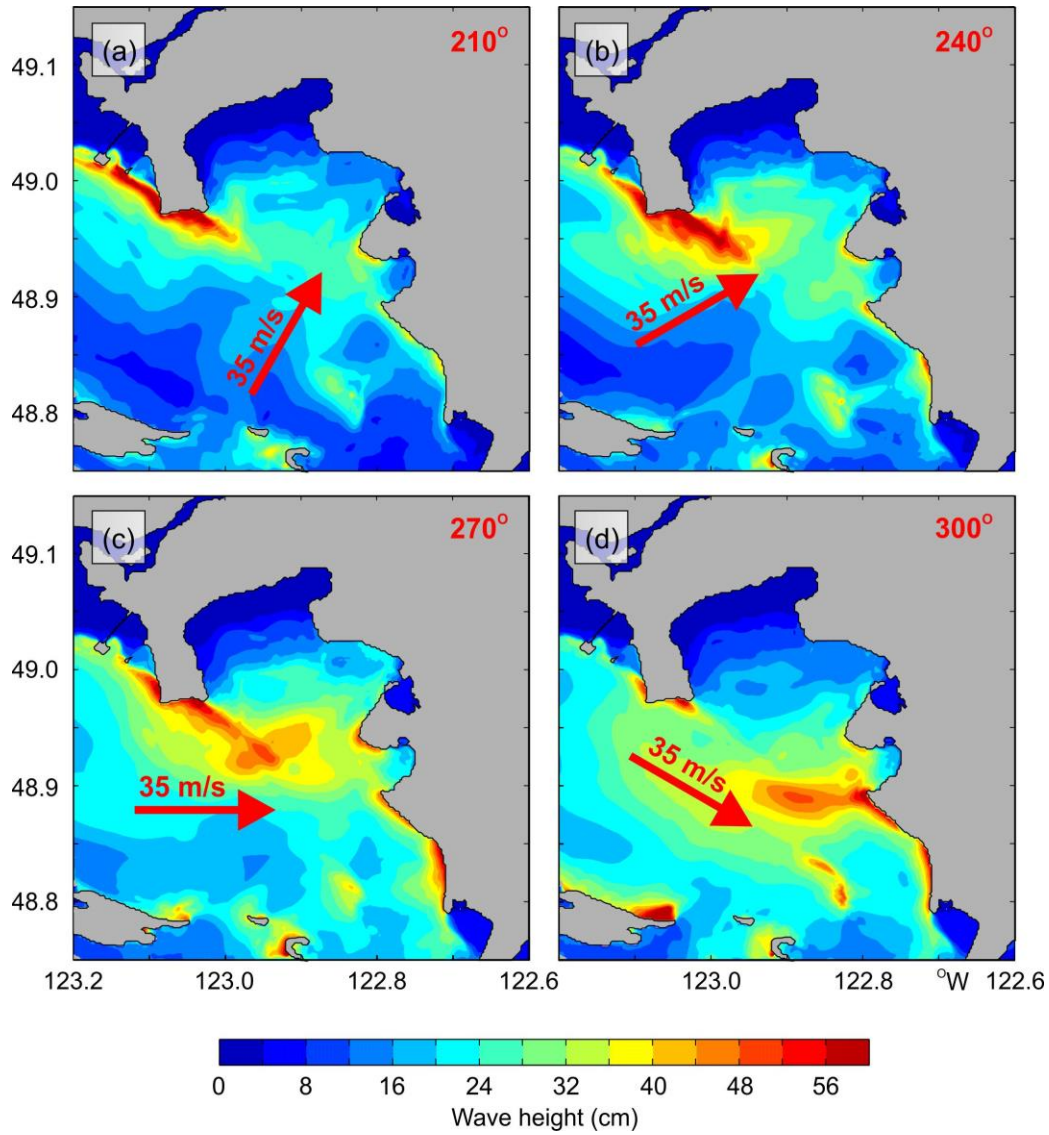 (a) 210° (b) 240°
49.1
49.0
48.9
48.8
35 m/s 35 m/s
(c) 270° (d) 300°
49.1
49.0
48.9
48.8
35 m/s 35 m/s
123.2 123.0 122.8 122.6 123.0 122.8 °W 122.6
0 8 16 24 32 40 48 56
Wave height (cm)